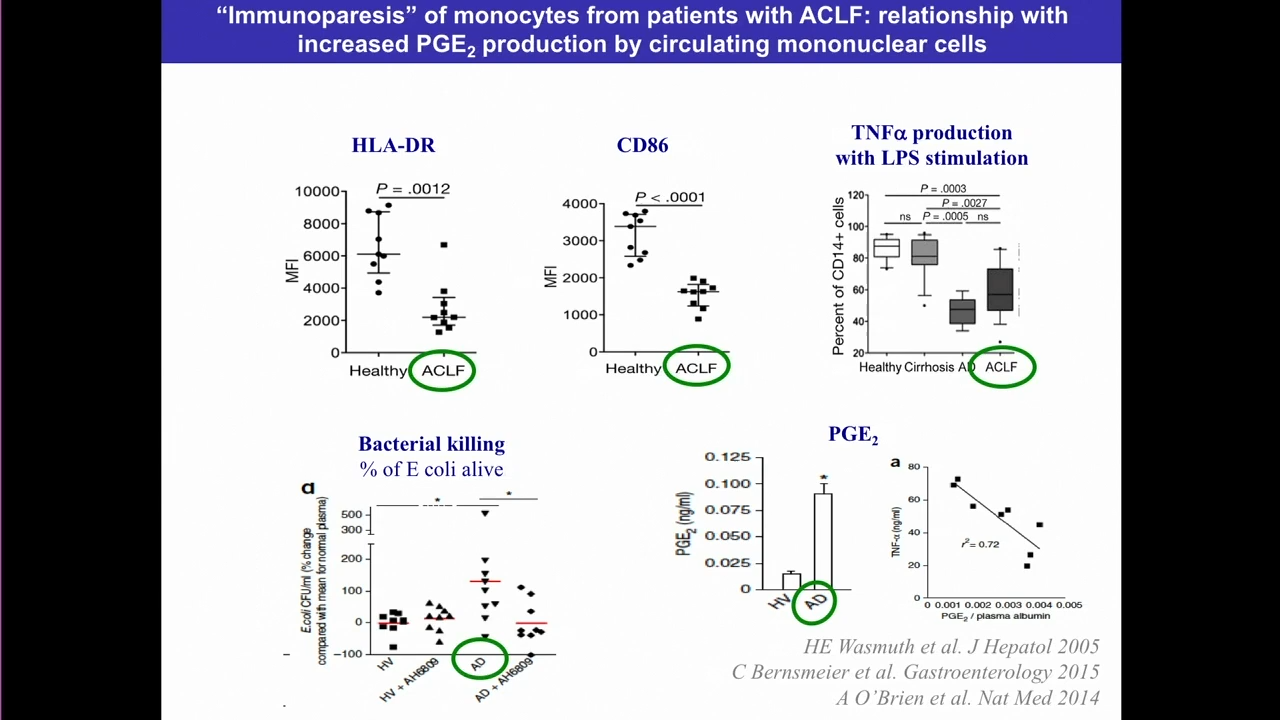 “Immunoparesis” of monocytes from patients with ACLF: relationship with
increased PGE2 production by circulating mononuclear cells
HLA-DR
P = .0012
10000
8000
6000
4000
2000
0
MFI
Healthy
ACLF
CD86
P < .0001
4000
3000
2000
1000
0
MFI
Healthy
ACLF
TNFα production
with LPS stimulation
P = .0003
P = .0027
ns
P = .0005
ns
120
100
80
60
40
20
Percent of CD14+ cells
Healthy Cirrhosis AD ACLF
Bacterial killing
% of E coli alive
d
*
*
500
300
200
100
0
−100
E.coli CFU/ml (% change
compared with mean for normal plasma)
HV
HV + AH6809
AD
AD + AH6809
PGE2
0.125
0.100
0.075
0.050
0.025
0
PGE2 (ng/ml)
*
HV
AD
a
80
60
40
20
0
TNF-α (ng/ml)
r2 = 0.72
0 0.001 0.002 0.003 0.004 0.005
PGE2 / plasma albumin
HE Wasmuth et al. J Hepatol 2005
C Bernsmeier et al. Gastroenterology 2015
A O’Brien et al. Nat Med 2014